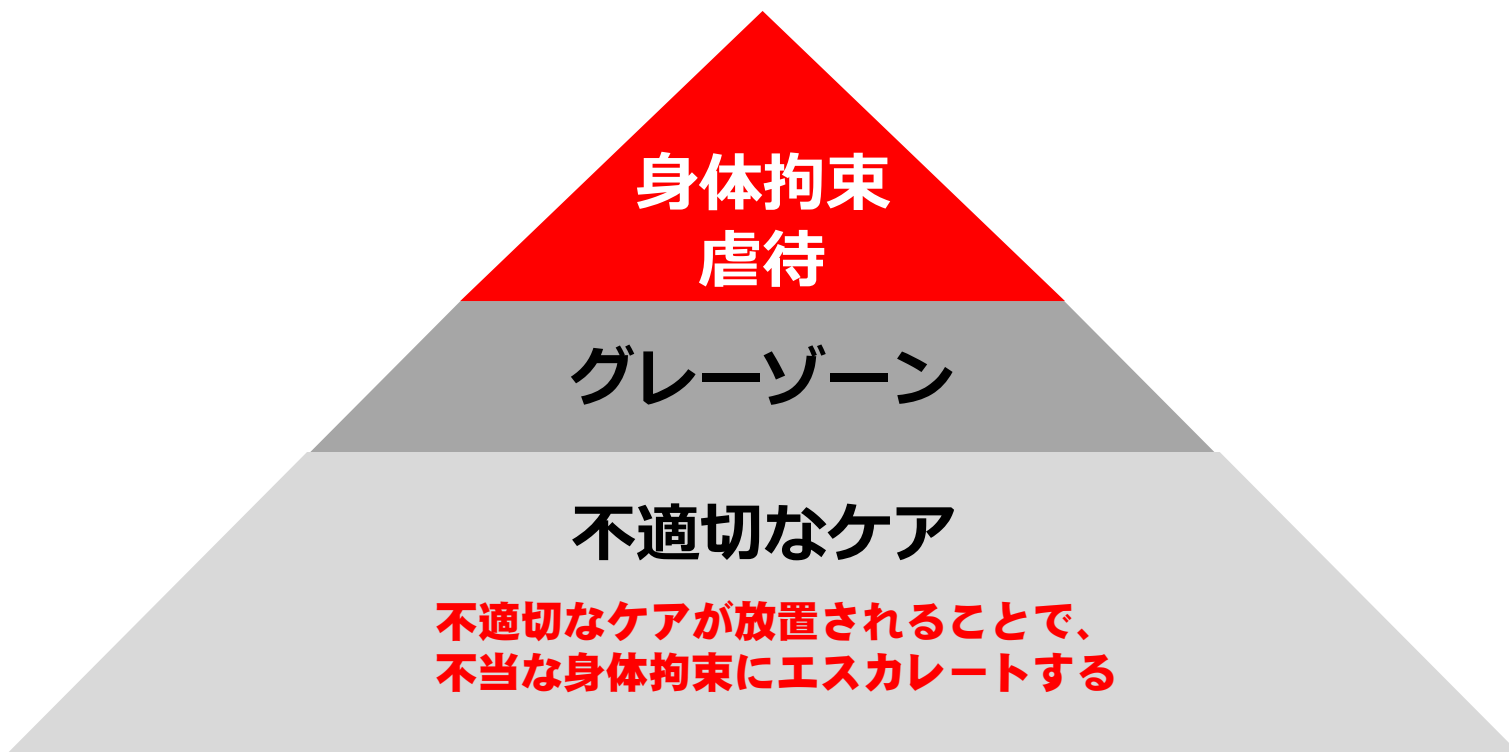 身体拘束
虐待
グレーゾーン
不適切なケア
不適切なケアが放置されることで、
不当な身体拘束にエスカレートする